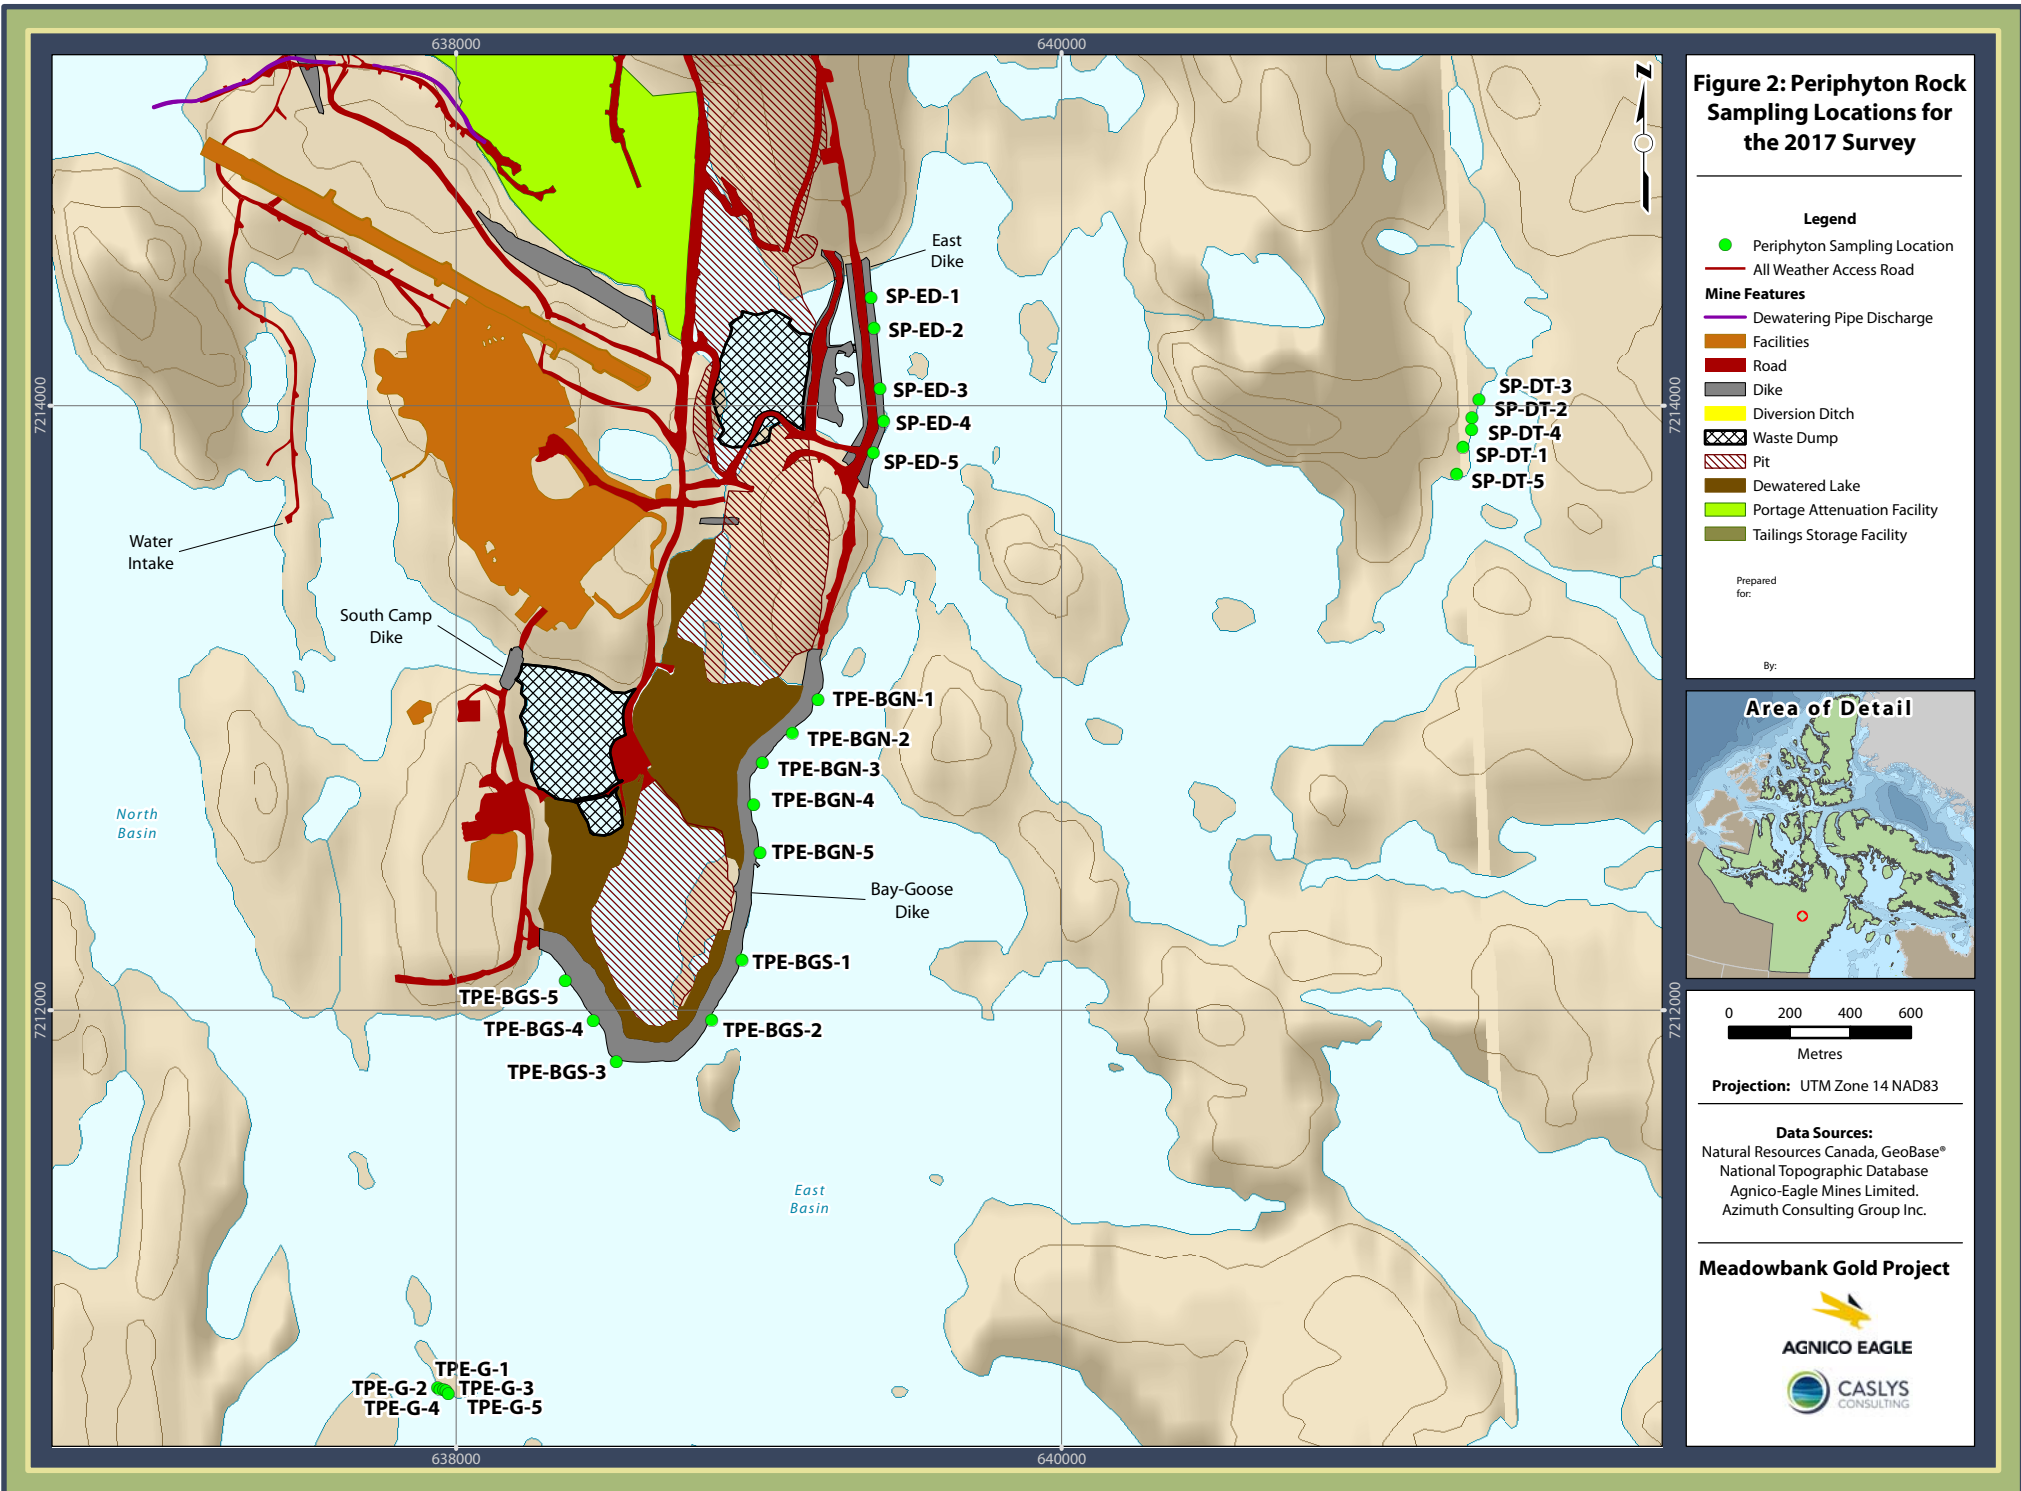 638000
640000
Figure 2: Periphyton Rock
Sampling Locations for
the 2017 Survey
Legend
Periphyton Sampling Location
All Weather Access Road
Mine Features
Dewatering Pipe Discharge
Facilities
Road
Dike
Diversion Ditch
Waste Dump
Pit
Dewatered Lake
Portage Attenuation Facility
Tailings Storage Facility
Prepared
for:
By:
Area of Detail
0 200 400 600
Metres
Projection: UTM Zone 14 NAD83
Data Sources:
Natural Resources Canada, GeoBase®
National Topographic Database
Agnico-Eagle Mines Limited.
Azimuth Consulting Group Inc.
Meadowbank Gold Project
AGNICO EAGLE
CASLYS
CONSULTING
N
East
Dike
SP-ED-1
SP-ED-2
SP-ED-3
SP-ED-4
SP-ED-5
SP-DT-3
SP-DT-2
SP-DT-4
SP-DT-1
SP-DT-5
7214000
7214000
Water
Intake
South Camp
Dike
TPE-BGN-1
TPE-BGN-2
TPE-BGN-3
TPE-BGN-4
TPE-BGN-5
North
Basin
Bay-Goose
Dike
TPE-BGS-1
TPE-BGS-5
TPE-BGS-4
TPE-BGS-2
TPE-BGS-3
7212000
7212000
East
Basin
TPE-G-1
TPE-G-2 TPE-G-3
TPE-G-4 TPE-G-5
638000
640000